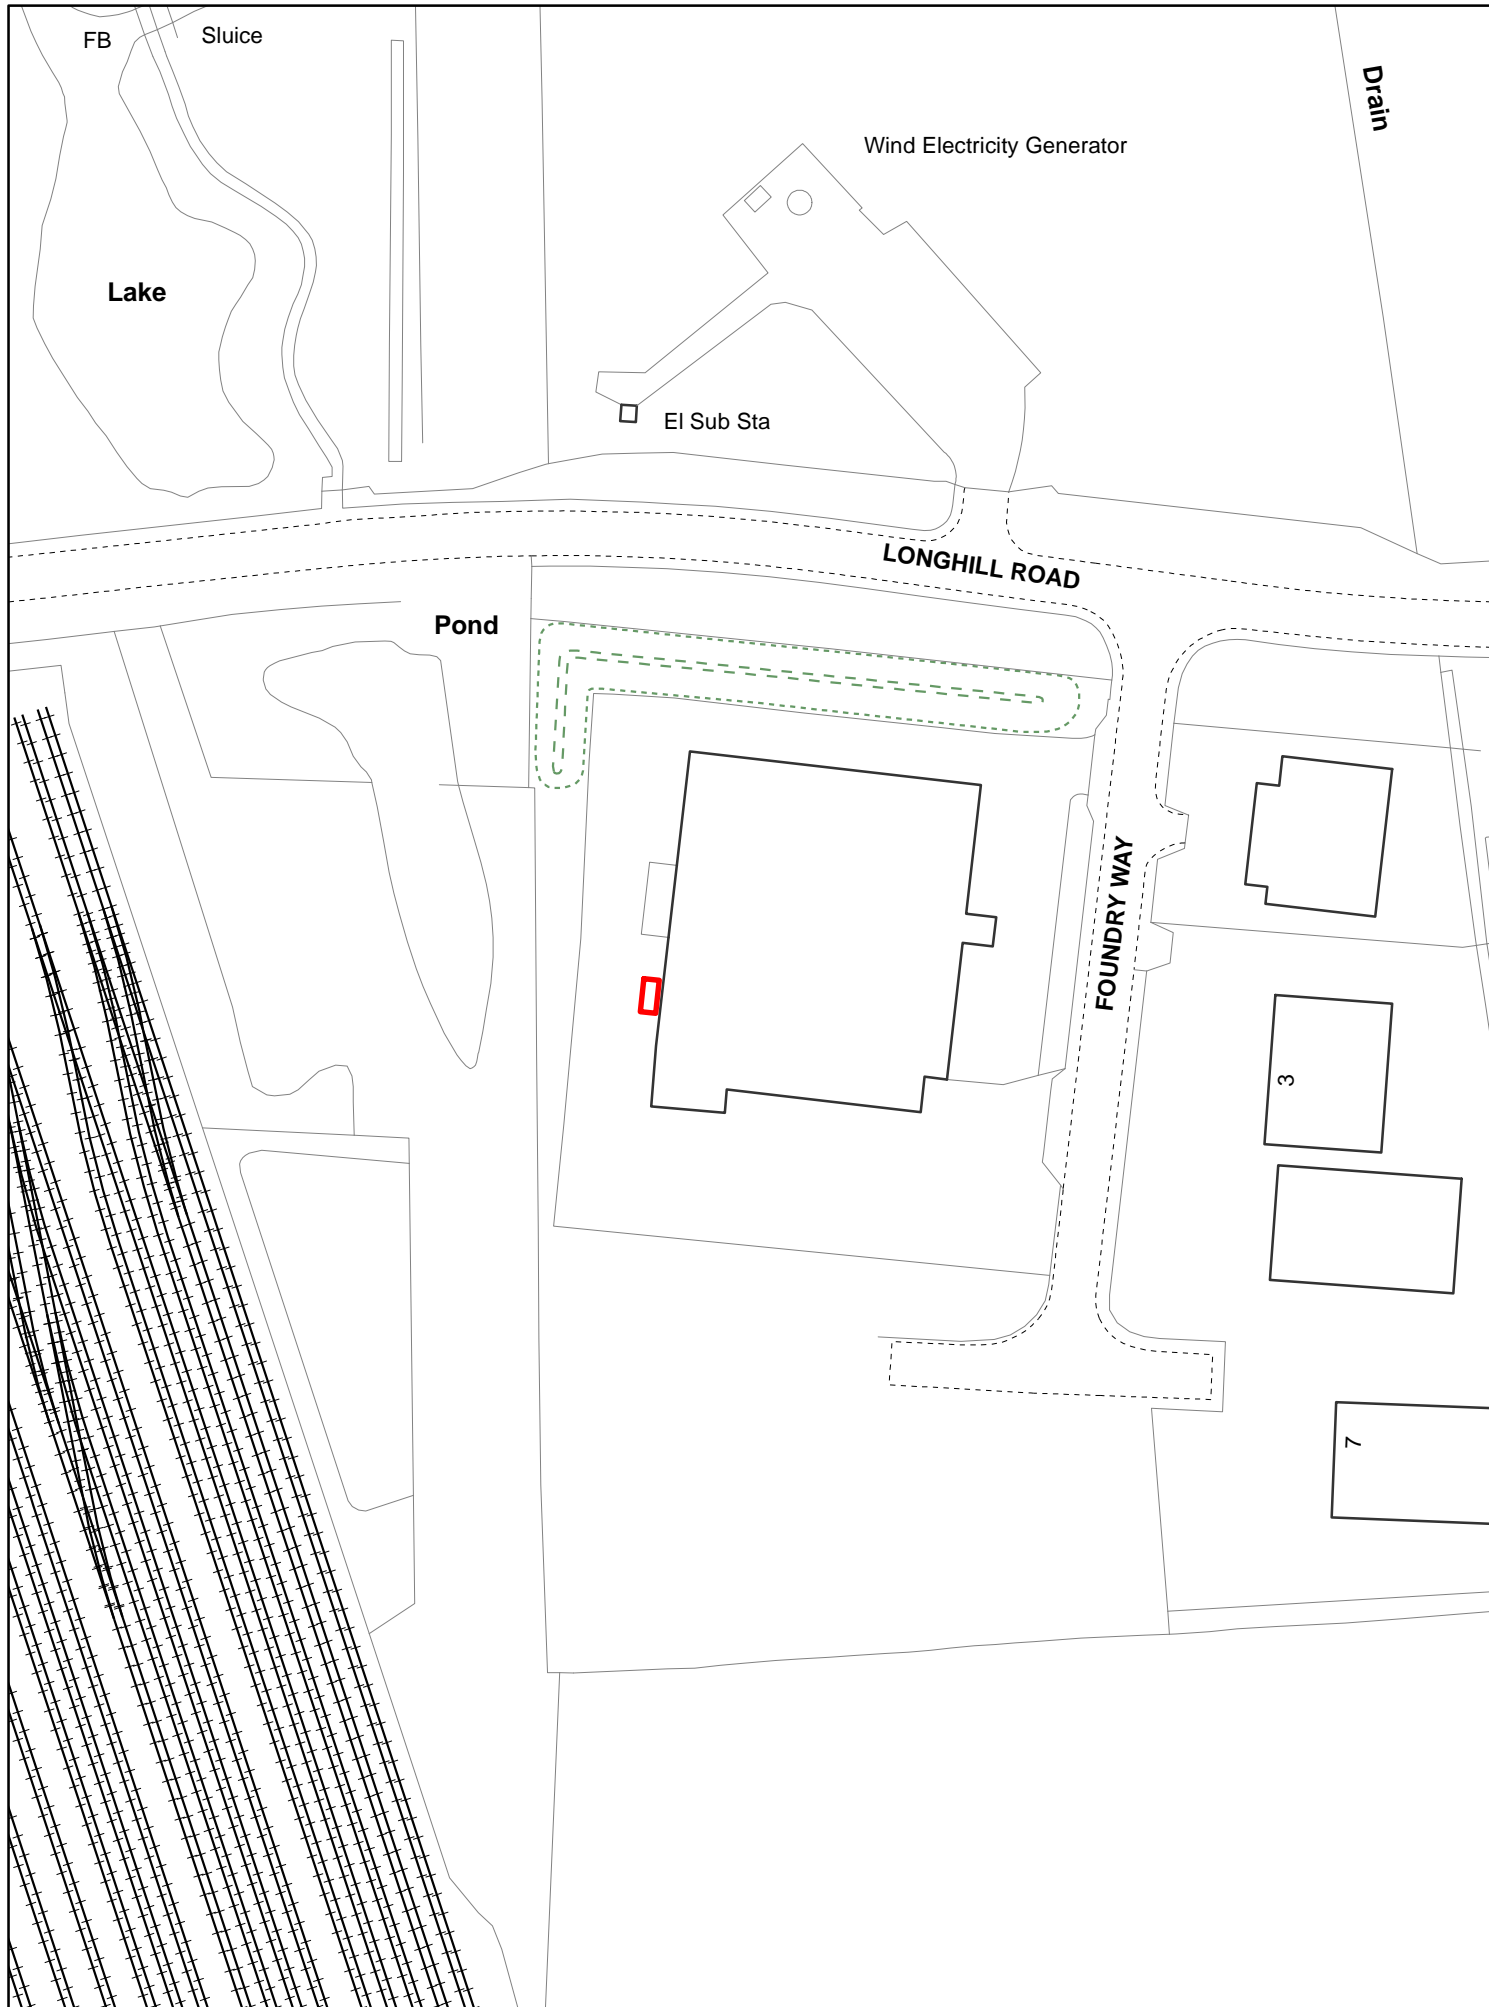 FB
Sluice
Drain
Wind Electricity Generator
Lake
El Sub Sta
LONGHILL ROAD
Pond
FOUNDRY WAY
3
7